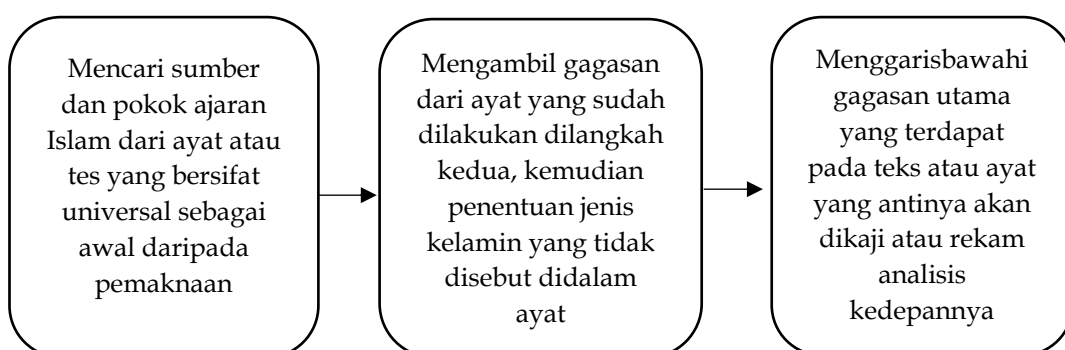 Mencari sumber
dan pokok ajaran
Islam dari ayat atau
tes yang bersifat
universal sebagai
awal daripada
pemaknaan
Mengambil gagasan
dari ayat yang sudah
dilakukan dilangkah
kedua, kemudian
penentuan jenis
kelamin yang tidak
disebut didalam
ayat
Menggarisbawahi
gagasan utama
yang terdapat
pada teks atau ayat
yang antinya akan
dikaji atau rekam
analisis
kedepannya